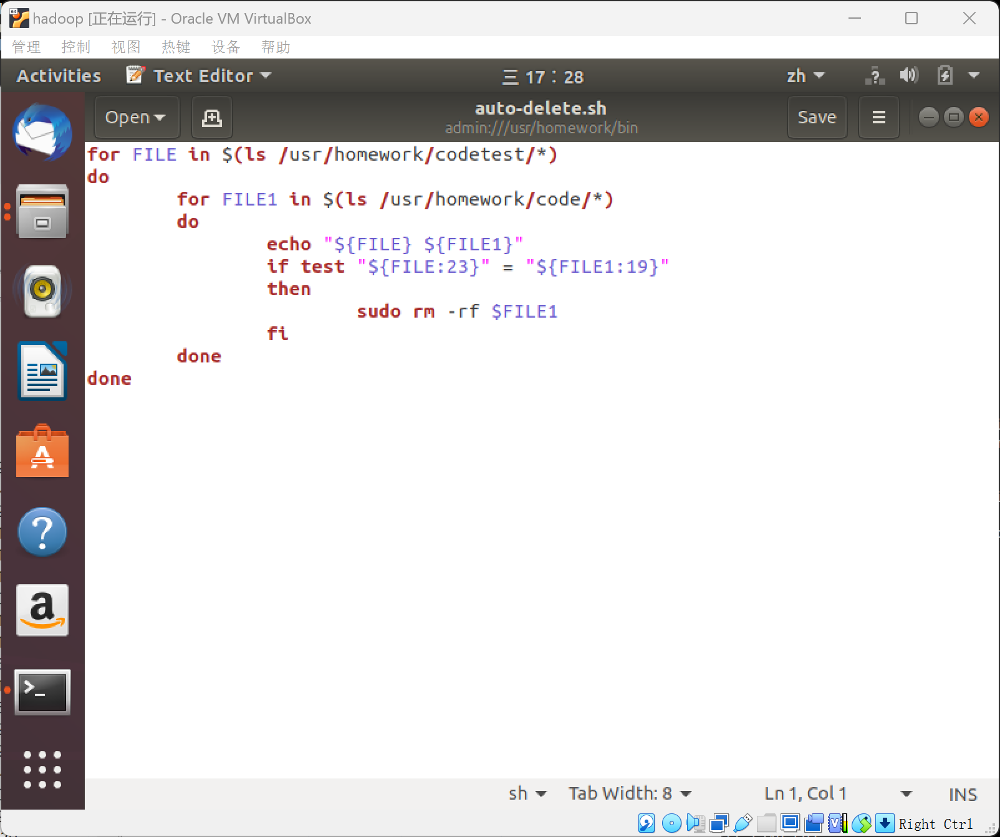 64
hadoop [正在运行] - Oracle VM VirtualBox
管理 控制 视图 热键 设备 帮助
Activities Text Editor 三 17：28 zh
Open auto-delete.sh Save
admin:///usr/homework/bin
for FILE in $(ls /usr/homework/codetest/*)
do
for FILE1 in $(ls /usr/homework/code/*)
do
echo "${FILE} ${FILE1}"
if test "${FILE:23}" = "${FILE1:19}"
then
sudo rm -rf $FILE1
fi
done
done
sh Tab Width: 8 Ln 1, Col 1 INS
Right Ctrl